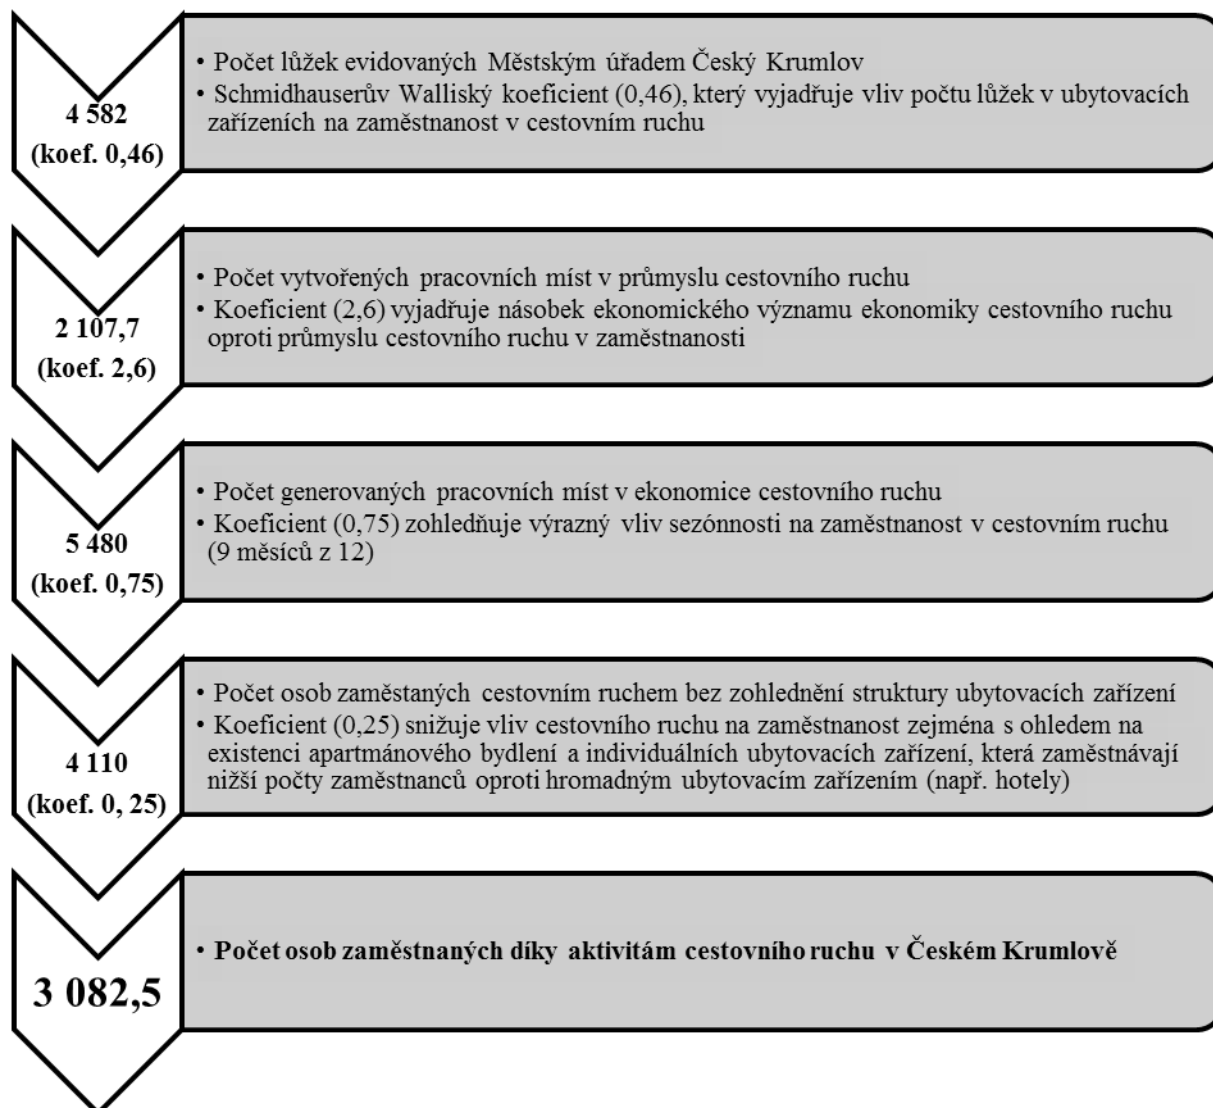 4 582
(koef. 0,46)
• Počet lůžek evidovaných Městským úřadem Český Krumlov
• Schmidhauserův Walliský koeficient (0,46), který vyjadřuje vliv počtu lůžek v ubytovacích
zařízeních na zaměstnanost v cestovním ruchu
2 107,7
(koef. 2,6)
• Počet vytvořených pracovních míst v průmyslu cestovního ruchu
• Koeficient (2,6) vyjadřuje násobek ekonomického významu ekonomiky cestovního ruchu
oproti průmyslu cestovního ruchu v zaměstnanosti
5 480
(koef. 0,75)
• Počet generovaných pracovních míst v ekonomice cestovního ruchu
• Koeficient (0,75) zohledňuje výrazný vliv sezónnosti na zaměstnanost v cestovním ruchu
(9 měsíců z 12)
4 110
(koef. 0, 25)
• Počet osob zaměstaných cestovním ruchem bez zohlednění struktury ubytovacích zařízení
• Koeficient (0,25) snižuje vliv cestovního ruchu na zaměstnanost zejména s ohledem na
existenci apartmánového bydlení a individuálních ubytovacích zařízení, která zaměstnávají
nižší počty zaměstnanců oproti hromadným ubytovacím zařízením (např. hotely)
3 082,5
• Počet osob zaměstnaných díky aktivitám cestovního ruchu v Českém Krumlově